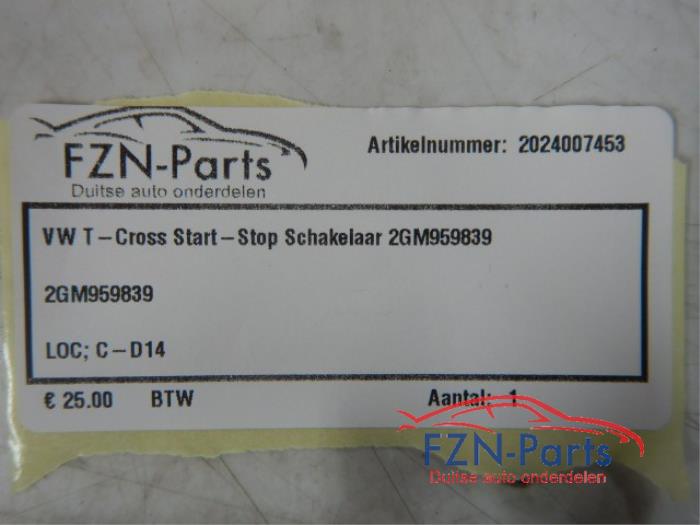 FZN-Parts
Duitse auto onderdelen
Artikelnummer: 2024007453
VW T-Cross Start-Stop Schakelaar 2GM959839
2GM959839
LOC; C-D14
€ 25.00 BTW Aantal: 1
FZN-Parts
Duitse auto onderdelen